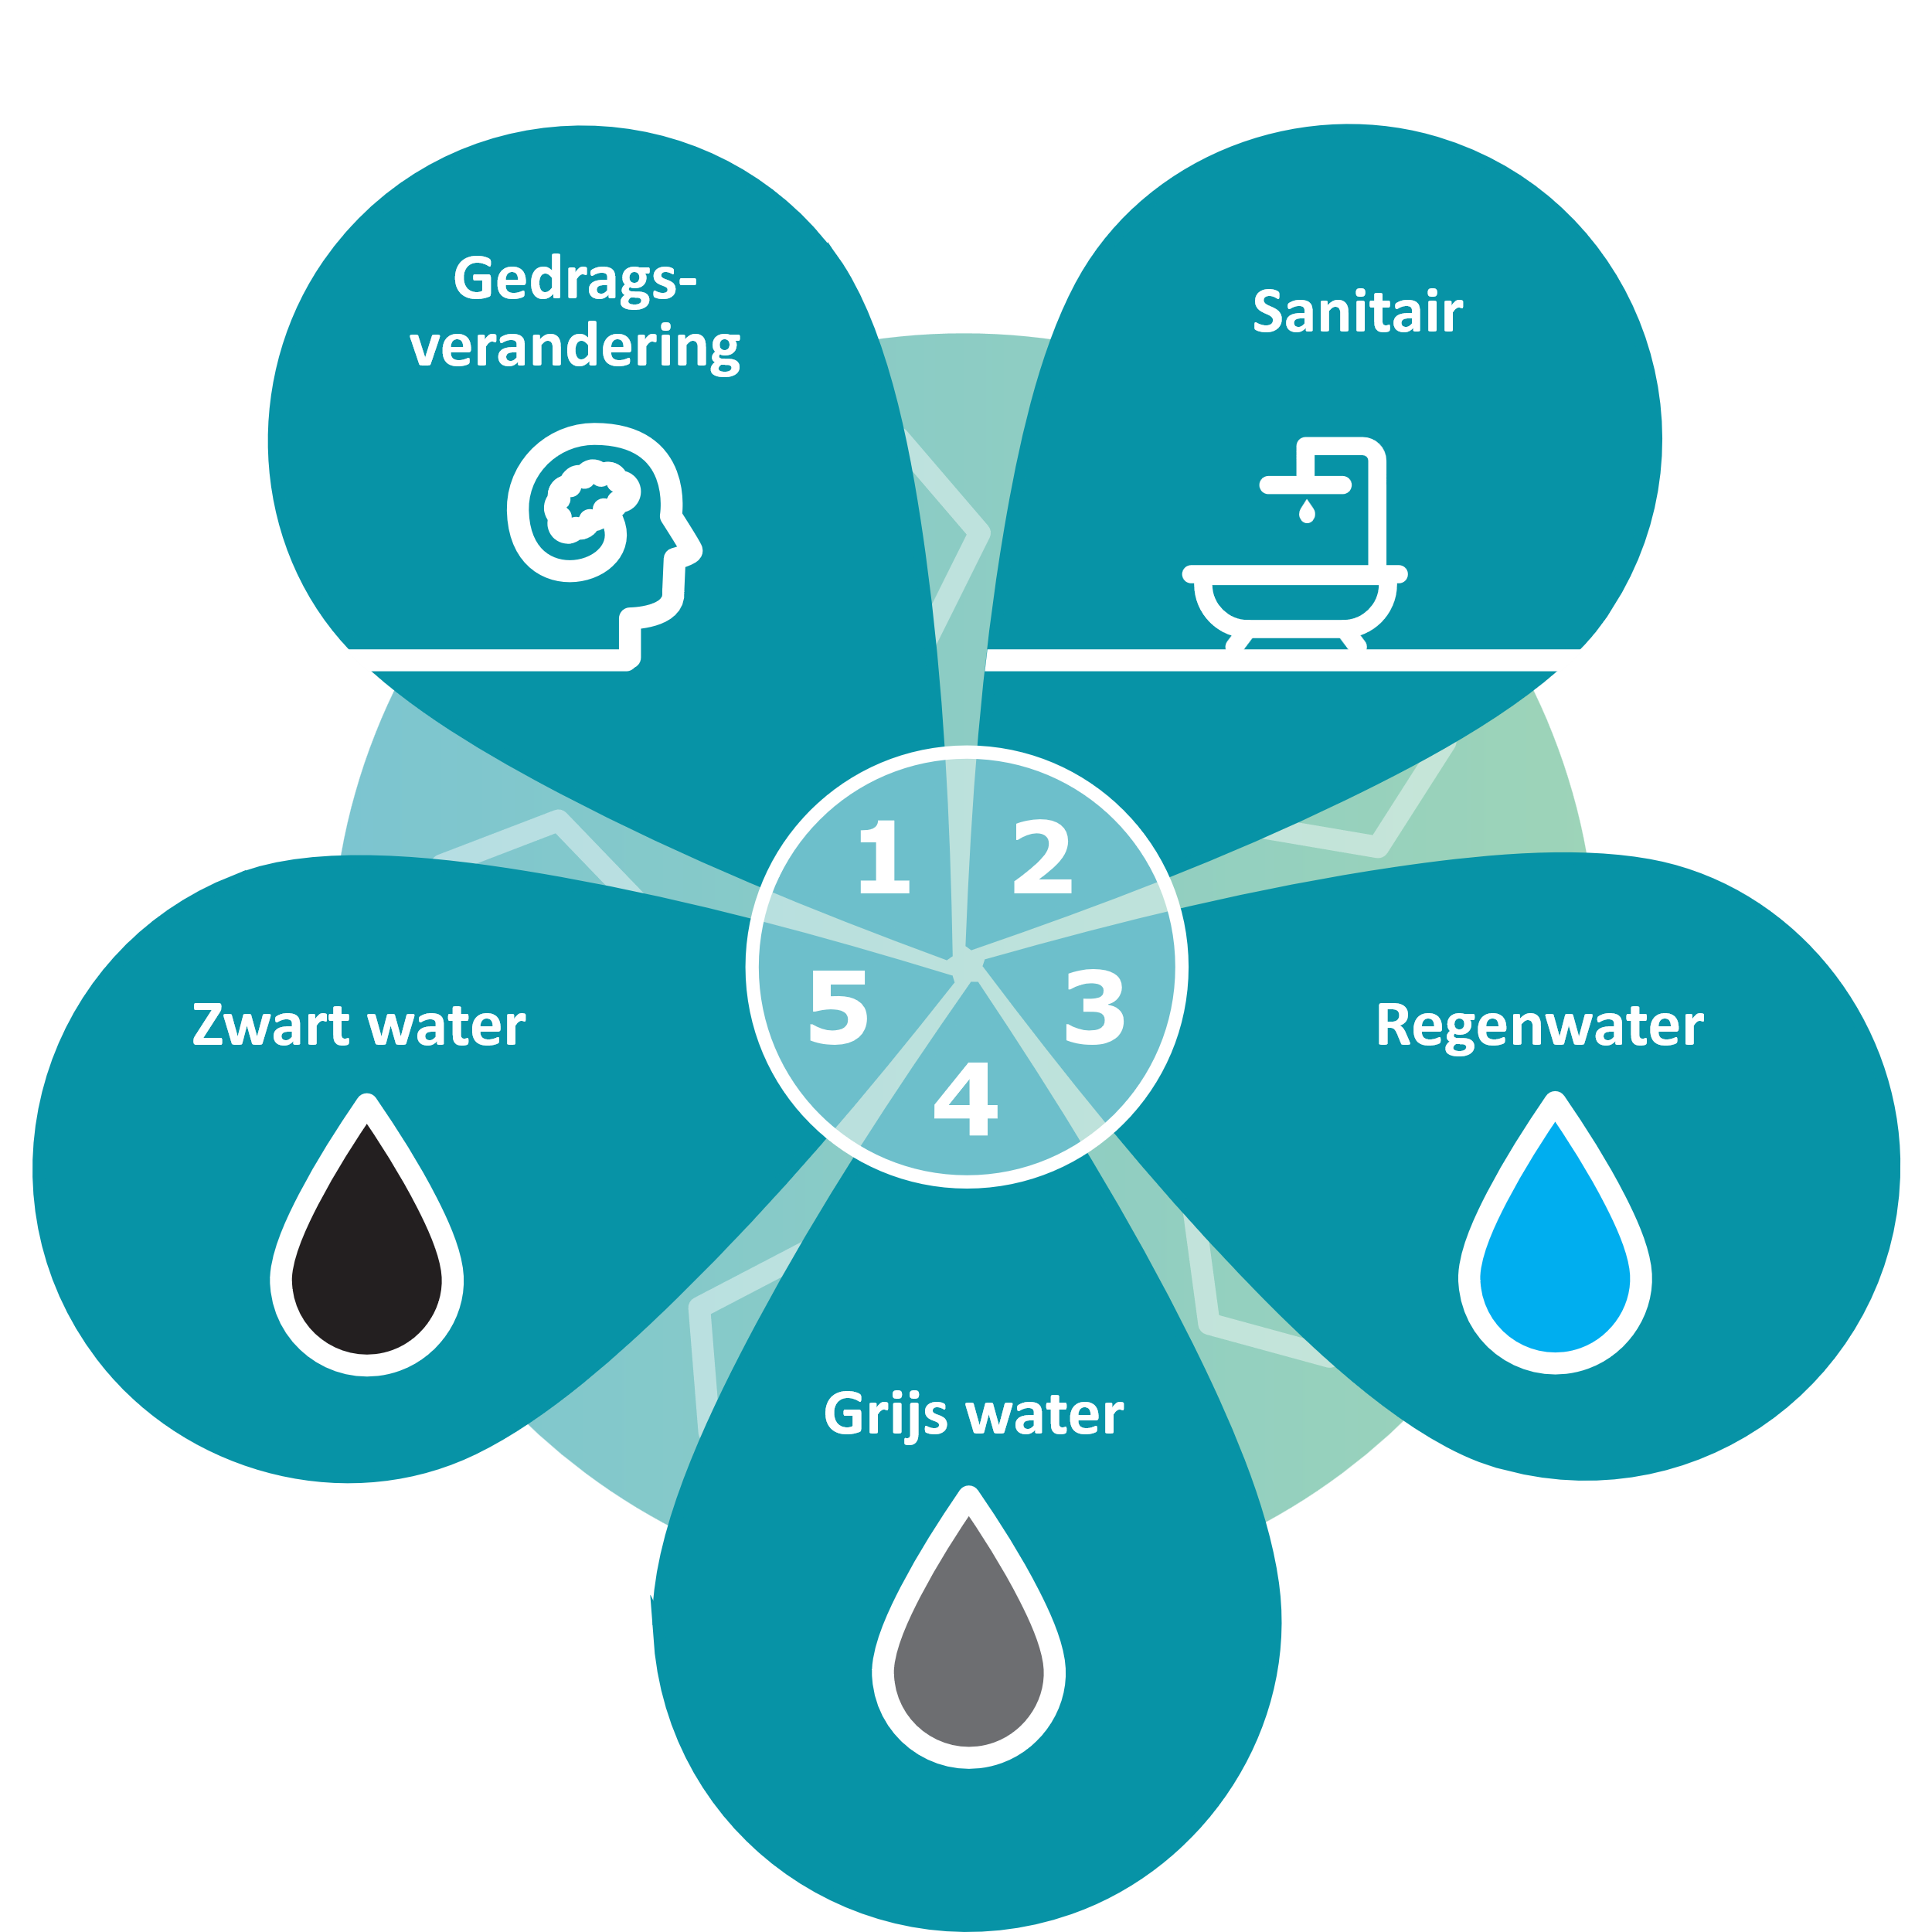 Gedrags-
verandering
Sanitair
1
2
5
3
4
Zwart water
Regenwater
Grijs water